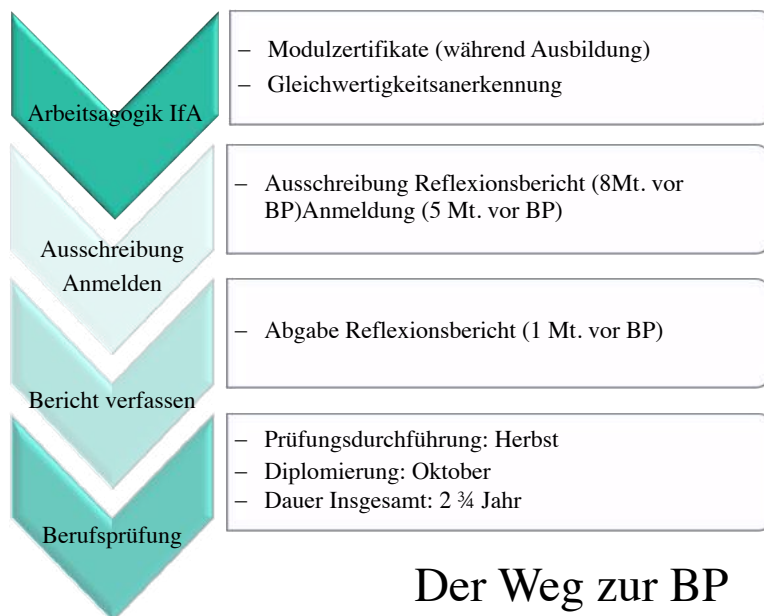 Arbeitsagogik IfA
– Modulzertifikate (während Ausbildung)
– Gleichwertigkeitsanerkennung
Ausschreibung
Anmelden
– Ausschreibung Reflexionsbericht (8Mt. vor
BP)Anmeldung (5 Mt. vor BP)
Bericht verfassen
– Abgabe Reflexionsbericht (1 Mt. vor BP)
Berufsprüfung
– Prüfungsdurchführung: Herbst
– Diplomierung: Oktober
– Dauer Insgesamt: 2 ¾ Jahr
Der Weg zur BP